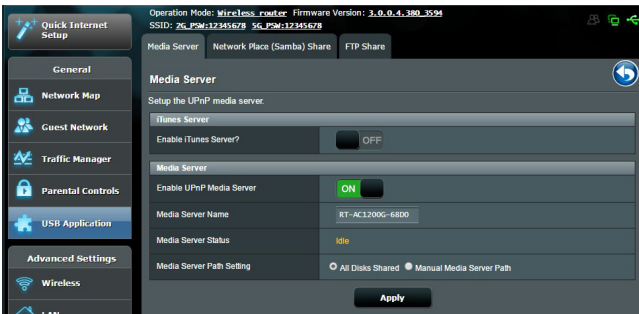 Quick Internet
Setup
Operation Mode: Wireless router Firmware Version: 3.0.0.4.380_3594
SSID: 2G_PSW:12345678 5G_PSW:12345678
Media Server Network Place (Samba) Share FTP Share
General
Network Map
Guest Network
Traffic Manager
Parental Controls
USB Application
Advanced Settings
Wireless
LAN
Media Server
Setup the UPnP media server.
iTunes Server
Enable iTunes Server? OFF
Media Server
Enable UPnP Media Server ON
Media Server Name RT-AC1200G-68D0
Media Server Status Idle
Media Server Path Setting All Disks Shared Manual Media Server Path
Apply